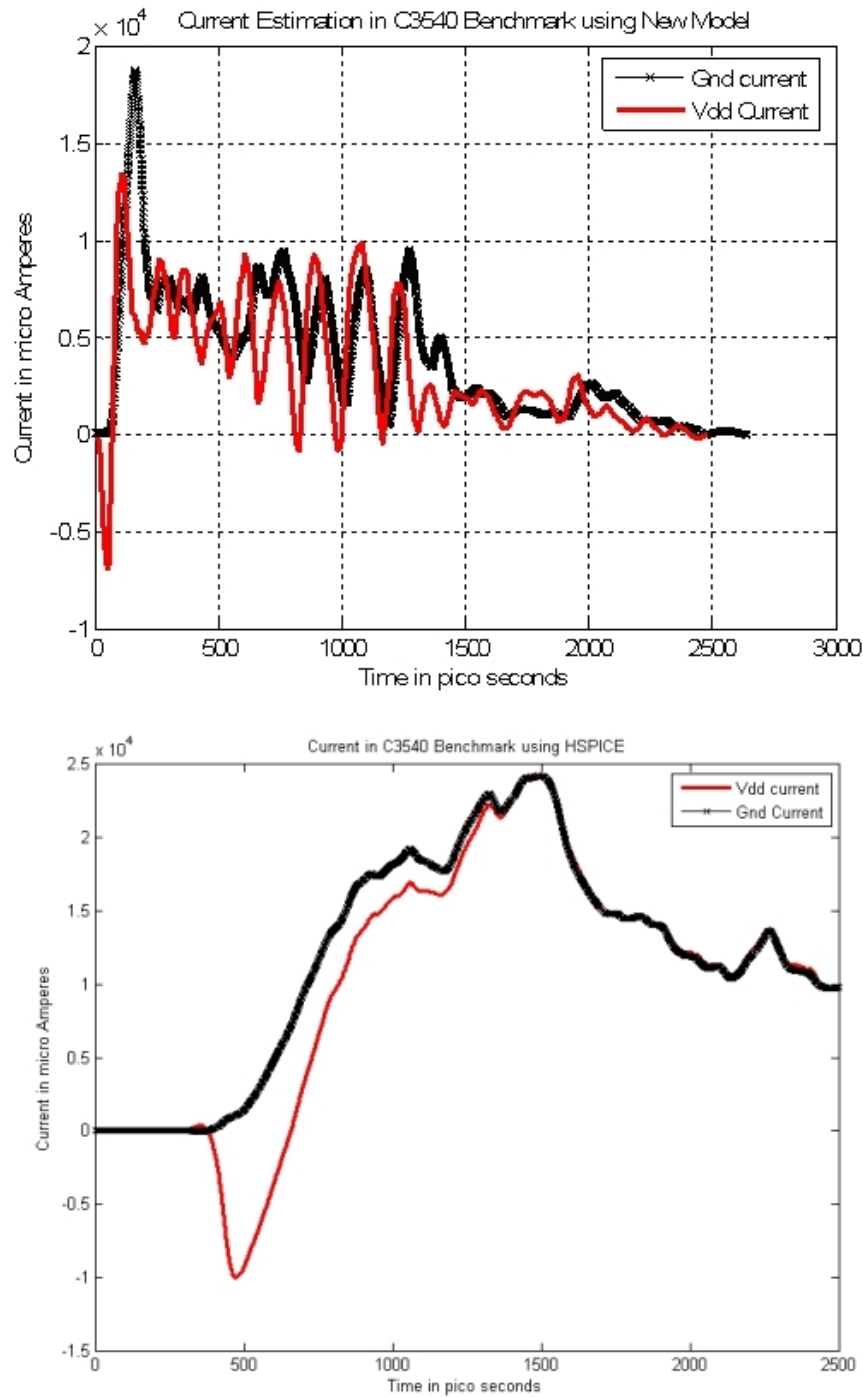 x 10^4
Current Estimation in C3540 Benchmark using New Model
2
1.5
1
0.5
0
-0.5
-1
Current in micro Amperes
Gnd current
Vdd Current
0 500 1000 1500 2000 2500 3000
Time in pico seconds
x 10^4
Current in C3540 Benchmark using HSPICE
2.5
2
1.5
1
0.5
0
-0.5
-1
-1.5
Current in micro Amperes
Vdd current
Gnd Current
0 500 1000 1500 2000 2500
Time in pico seconds